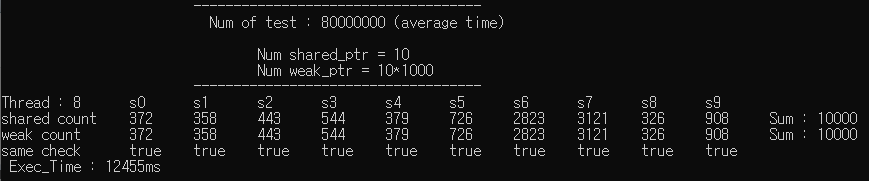 ------------------------------------
Num of test : 80000000 (average time)
Num shared_ptr = 10
Num weak_ptr = 10*1000
------------------------------------
Thread : 8 s0 s1 s2 s3 s4 s5 s6 s7 s8 s9
shared count 372 358 443 544 379 726 2823 3121 326 908 Sum : 10000
weak count 372 358 443 544 379 726 2823 3121 326 908 Sum : 10000
same check true true true true true true true true true true
Exec_Time : 12455ms